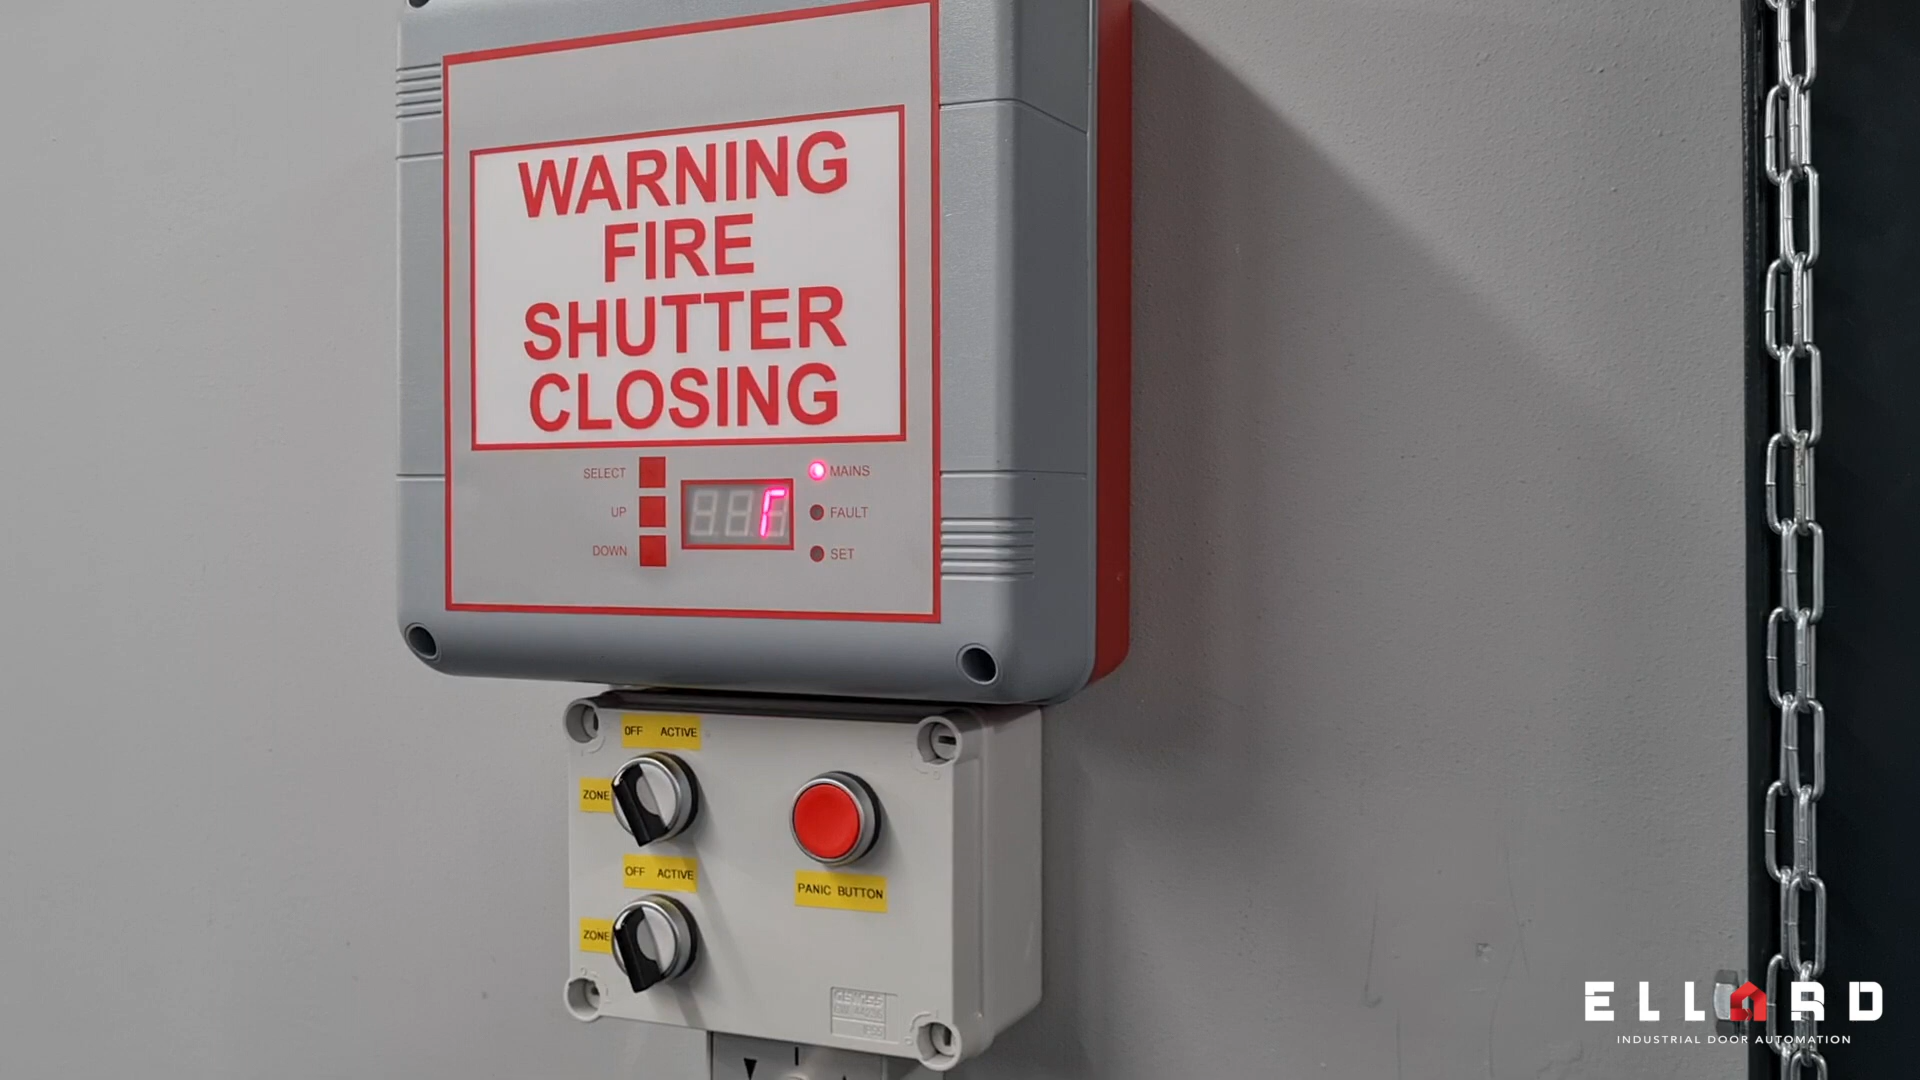 WARNING
FIRE
SHUTTER
CLOSING
SELECT
UP
DOWN
MAINS
FAULT
SET
OFF ACTIVE
ZONE
OFF ACTIVE
ZONE
PANIC BUTTON
ELLARD
INDUSTRIAL DOOR AUTOMATION